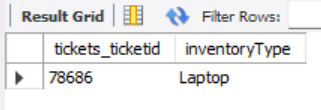 Result Grid Filter Rows:
tickets_ticketid inventoryType
78686 Laptop